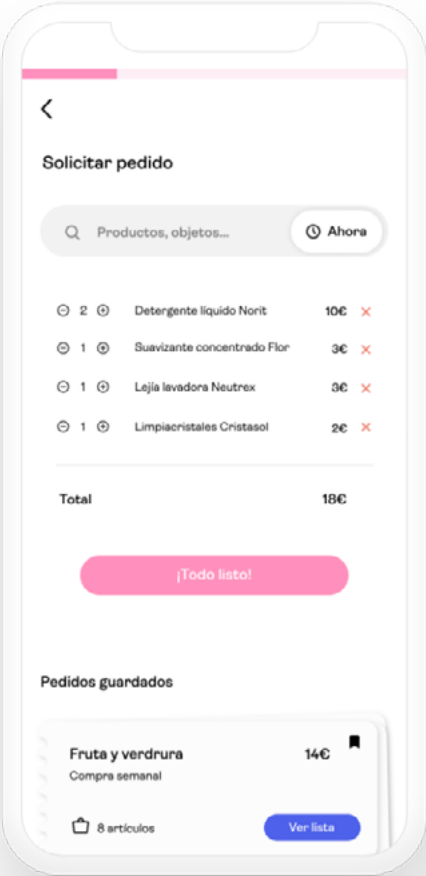 Solicitar pedido
Productos, objetos... Ahora
2 Detergente líquido Norit 10€
1 Suavizante concentrado Flor 3€
1 Lejía lavadora Neutrex 3€
1 Limpiacristales Cristasol 2€
Total 18€
¡Todo listo!
Pedidos guardados
Fruta y verdrura 14€
Compra semanal
8 artículos Ver lista